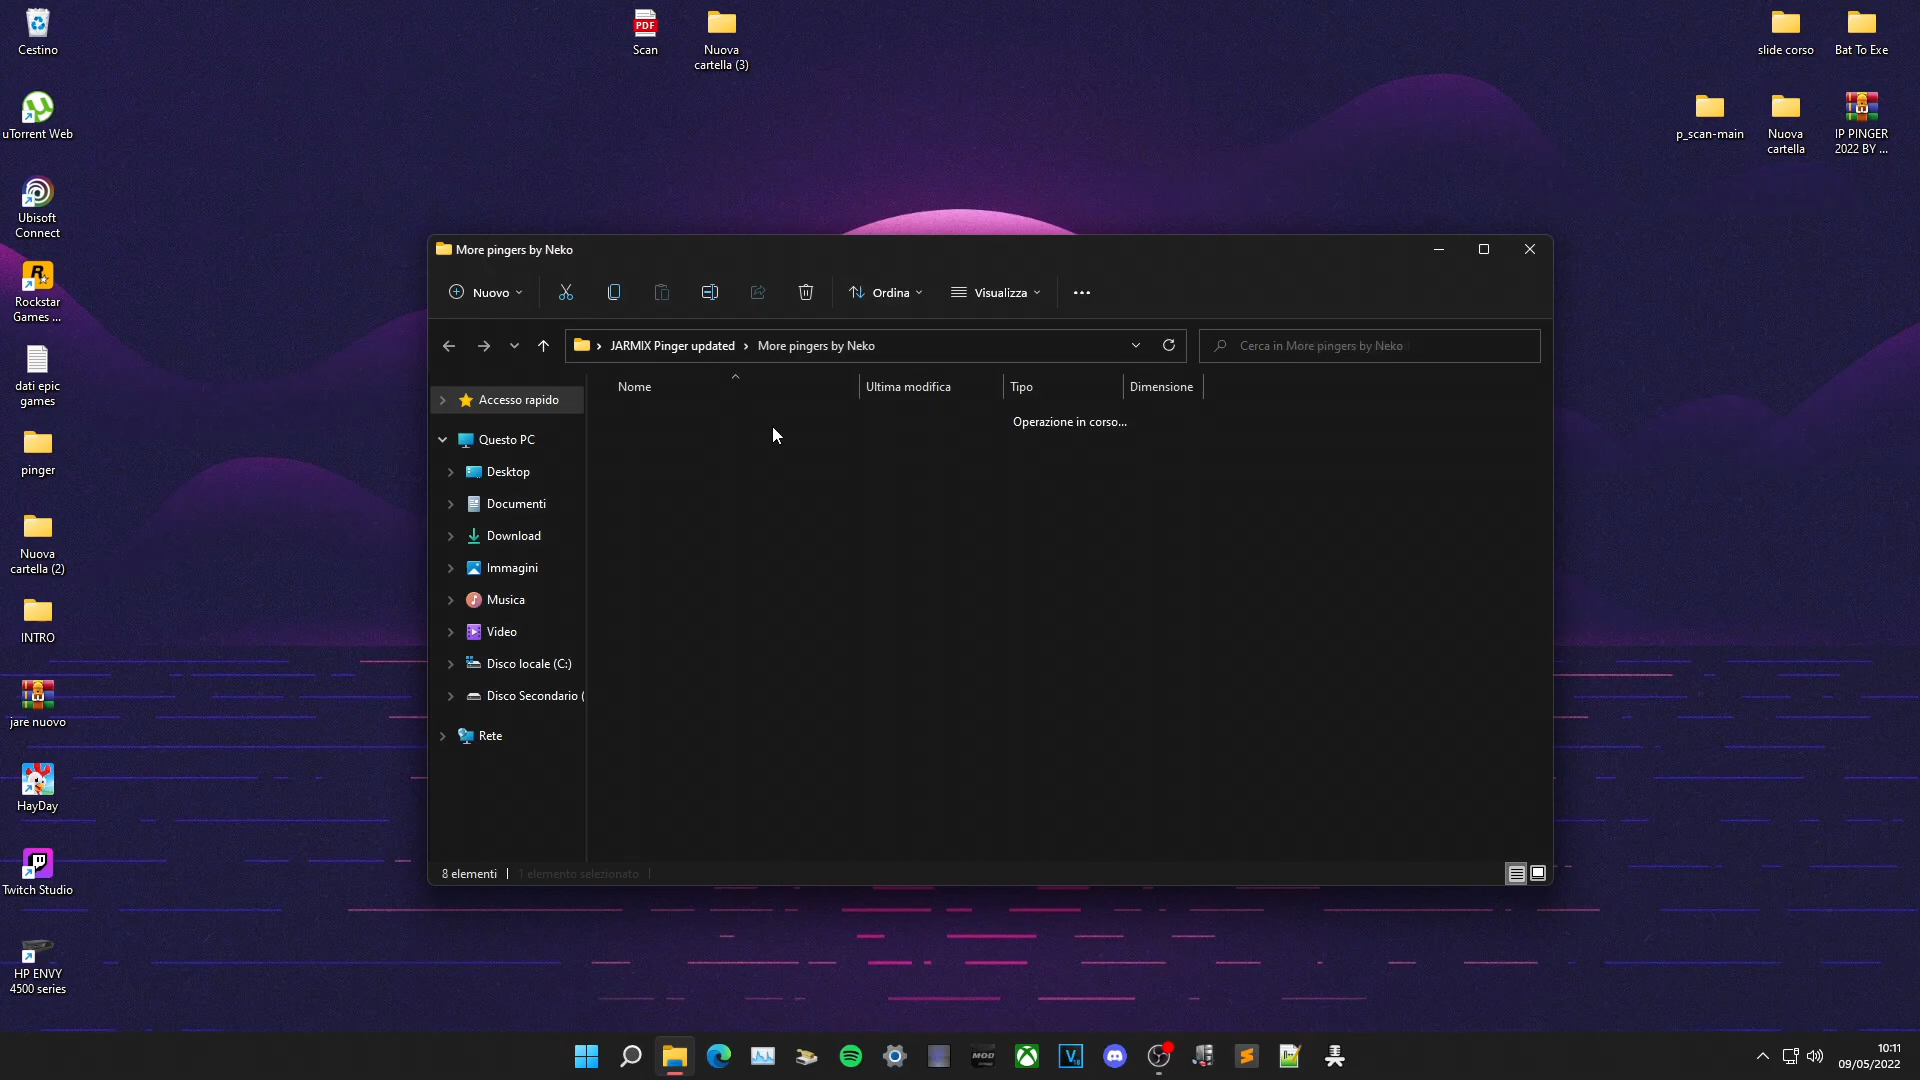 Cestino
uTorrent Web
Ubisoft
Connect
Rockstar
Games ...
dati epic
games
pinger
Nuova
cartella (2)
INTRO
jare nuovo
HayDay
Twitch Studio
HP ENVY
4500 series
PDF
Scan
Nuova
cartella (3)
slide corso
Bat To Exe
p_scan-main
Nuova
cartella
IP PINGER
2022 BY ...
More pingers by Neko
Nuovo
Ordina
Visualizza
JARMIX Pinger updated > More pingers by Neko
Cerca in More pingers by Neko
Nome
Ultima modifica
Tipo
Dimensione
Operazione in corso...
Accesso rapido
Questo PC
Desktop
Documenti
Download
Immagini
Musica
Video
Disco locale (C:)
Disco Secondario (
Rete
8 elementi
1 elemento selezionato
MOD
10:11
09/05/2022